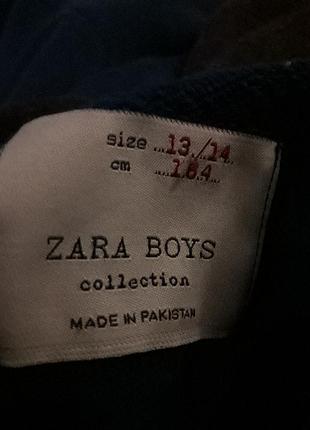 size ...13./14.
cm ....164..
ZARA BOYS
collection
MADE IN PAKISTAN